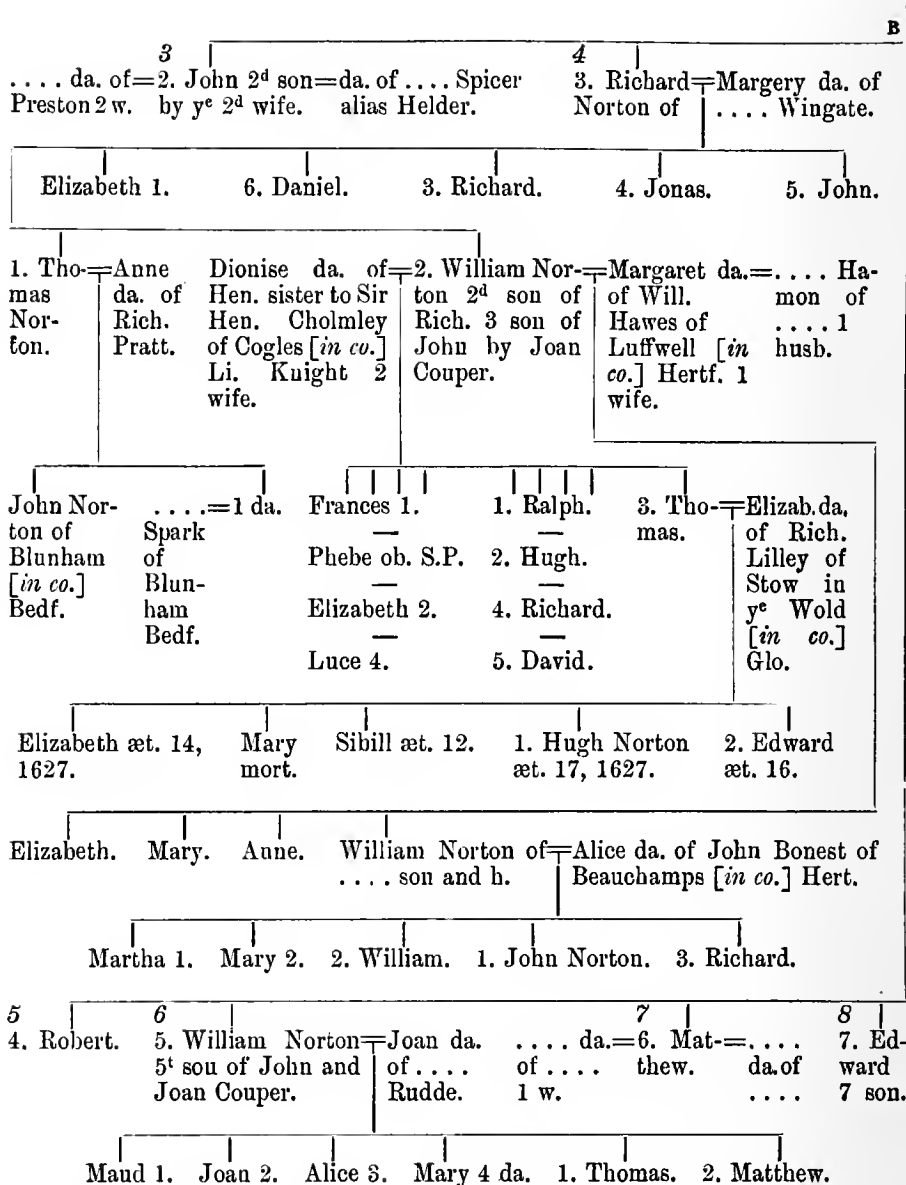 B
3 4
.... da. of=2. John 2d son=da. of .... Spicer 3. Richard=Margery da. of
Preston 2 w. by ye 2d wife. alias Helder. Norton of .... Wingate.
Elizabeth 1. 6. Daniel. 3. Richard. 4. Jonas. 5. John.
1. Tho-=Anne Dionise da. of=2. William Nor-=Margaret da.=.... Ha-
mas da. of Hen. sister to Sir ton 2d son of of Will. mon of
Nor- Rich. Hen. Cholmley Rich. 3 son of Hawes of .... 1
ton. Pratt. of Cogles [in co.] John by Joan Luffwell [in husb.
Li. Knight 2 Couper. co.] Hertf. 1
wife. wife.
John Nor- ....=1 da. Frances 1. 1. Ralph. 3. Tho-=Elizab. da.
ton of Spark mas. of Rich.
Blunham of Phebe ob. S.P. 2. Hugh. Lilley of
[in co.] Blun- Stow in
Bedf. ham Elizabeth 2. 4. Richard. ye Wold
Bedf. [in co.]
Luce 4. 5. David. Glo.
Elizabeth æt. 14, Mary Sibill æt. 12. 1. Hugh Norton 2. Edward
1627. mort. æt. 17, 1627. æt. 16.
Elizabeth. Mary. Anne. William Norton of=Alice da. of John Bonest of
.... son and h. Beauchamps [in co.] Hert.
Martha 1. Mary 2. 2. William. 1. John Norton. 3. Richard.
5 6 7 8
4. Robert. 5. William Norton=Joan da. .... da.=6. Mat-=.... 7. Ed-
5t sou of John and of .... of .... thew. da. of ward
Joan Couper. Rudde. 1 w. .... 7 son.
Maud 1. Joan 2. Alice 3. Mary 4 da. 1. Thomas. 2. Matthew.